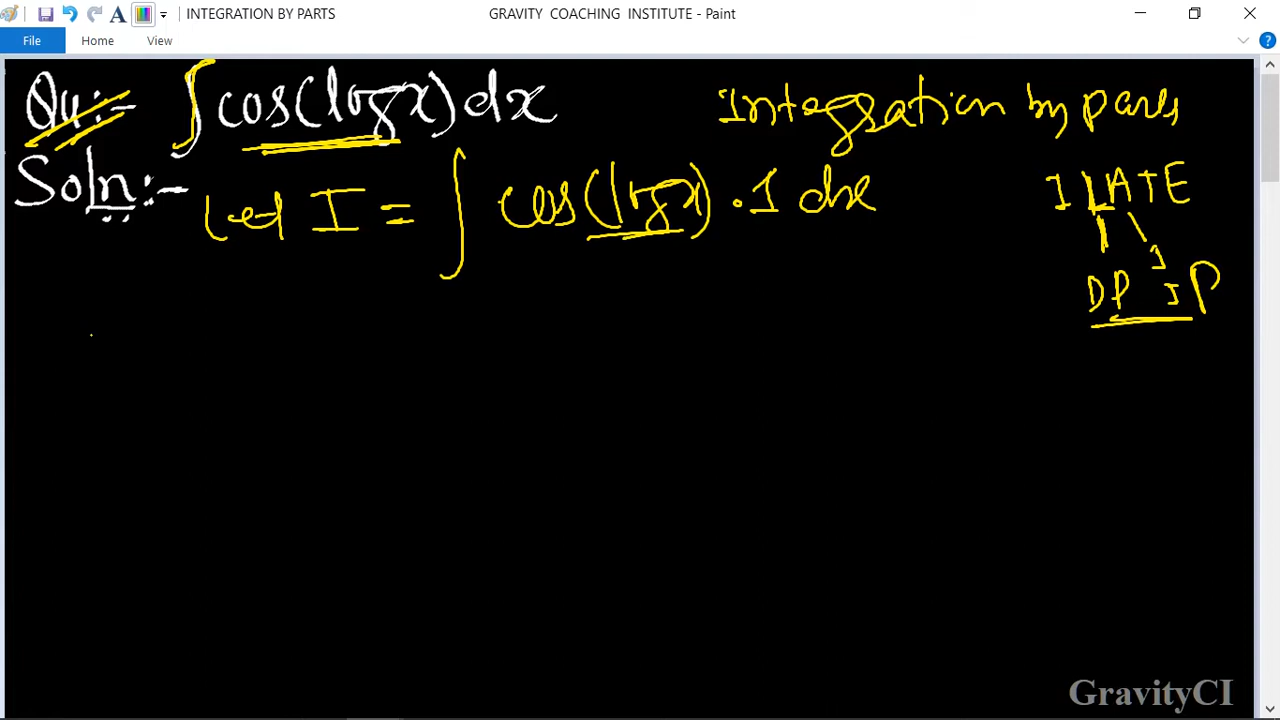 INTEGRATION BY PARTS GRAVITY COACHING INSTITUTE - Paint
File Home View
Qu:- ∫cos(logx)dx Integration by parts
Soln:- Let I = ∫ cos(logx) · 1 dx I L A T E
1
DP IP
GravityCI